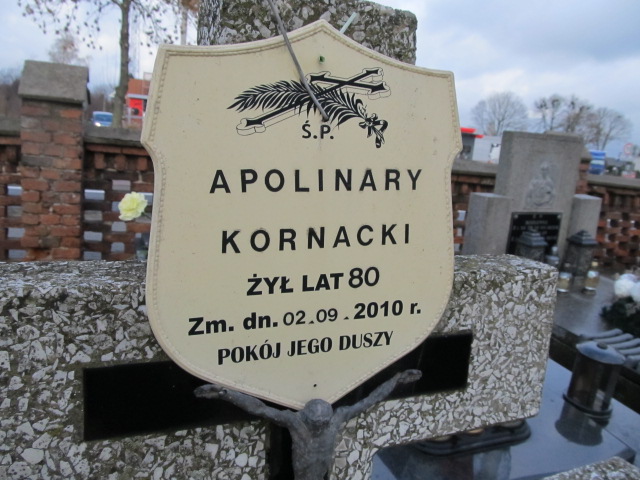 Ś.P.
APOLINARY
KORNACKI
ŻYŁ LAT 80
Zm. dn. 02.09.2010 r.
POKÓJ JEGO DUSZY